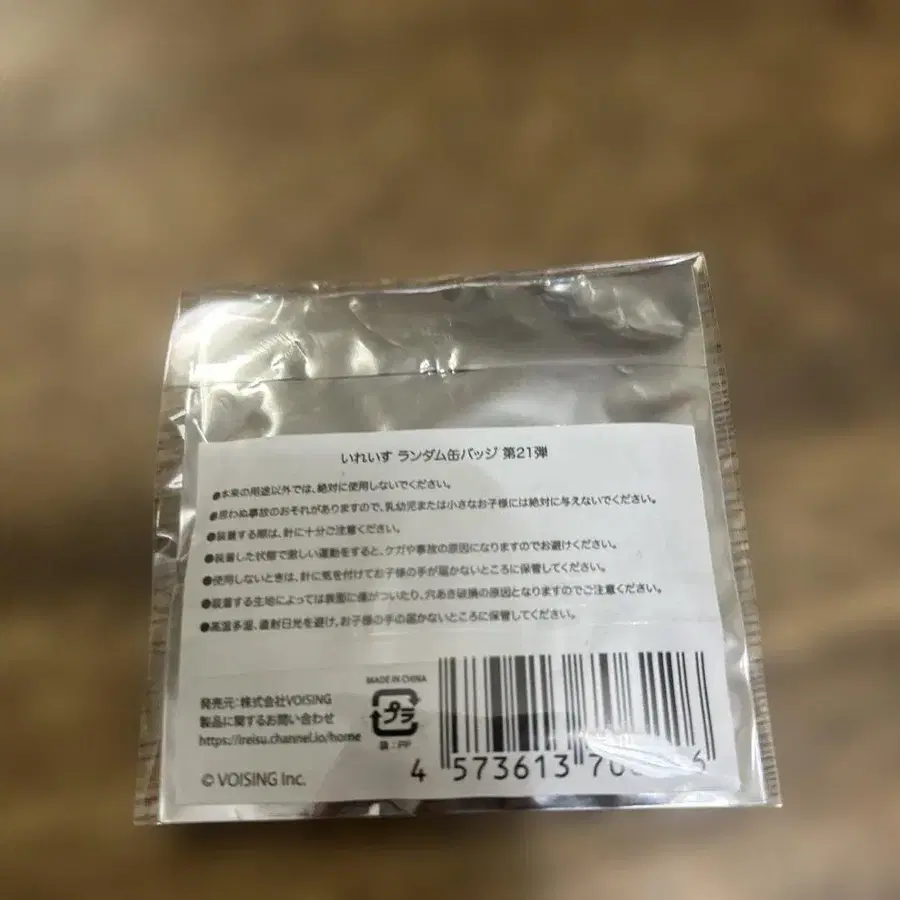 いれいす ランダム缶バッジ 第21弾
●本来の用途以外では、絶対に使用しないでください。
●思わぬ事故のおそれがありますので、乳幼児または小さなお子様には絶対に与えないでください。
●装着する際は、針に十分ご注意ください。
●装着した状態で激しい運動をすると、ケガや事故の原因になりますのでお避けください。
●使用しないときは、針に気を付けてお子様の手が届かないところに保管してください。
●装着する生地によっては表面に傷がついたり、穴あき破損の原因となりますのでご注意ください。
●高温多湿、直射日光を避け、お子様の手の届かないところに保管してください。
発売元：株式会社VOISING
製品に関するお問い合わせ
https://ireisu.channel.io/home
© VOISING Inc.
MADE IN CHINA
プラ
袋：PP
4 573613